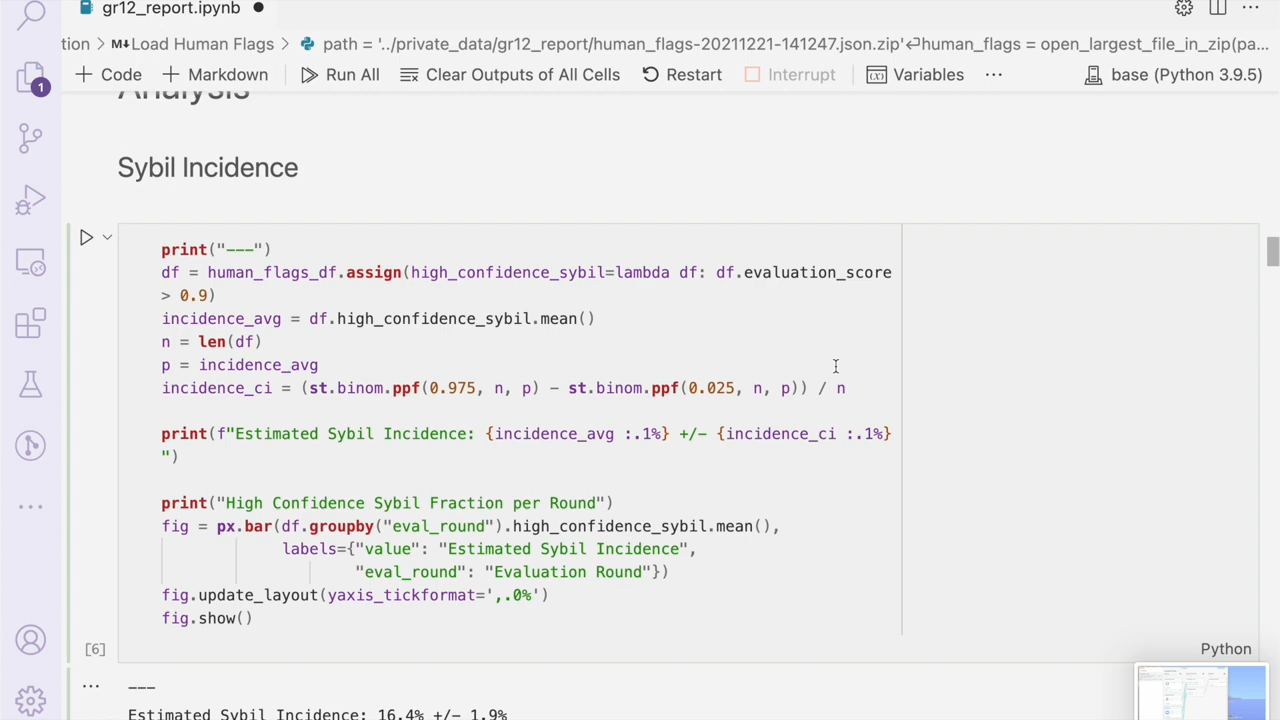 gr12_report.ipynb
tion > M↓Load Human Flags > path = '../private_data/gr12_report/human_flags-20211221-141247.json.zip'↵human_flags = open_largest_file_in_zip(pa...
+ Code + Markdown Run All Clear Outputs of All Cells Restart Interrupt Variables ... base (Python 3.9.5)
1
Analysis
Sybil Incidence
print("---")
df = human_flags_df.assign(high_confidence_sybil=lambda df: df.evaluation_score
> 0.9)
incidence_avg = df.high_confidence_sybil.mean()
n = len(df)
p = incidence_avg
incidence_ci = (st.binom.ppf(0.975, n, p) - st.binom.ppf(0.025, n, p)) / n
print(f"Estimated Sybil Incidence: {incidence_avg :.1%} +/- {incidence_ci :.1%}
")
print("High Confidence Sybil Fraction per Round")
fig = px.bar(df.groupby("eval_round").high_confidence_sybil.mean(),
labels={"value": "Estimated Sybil Incidence",
"eval_round": "Evaluation Round"})
fig.update_layout(yaxis_tickformat=',.0%')
fig.show()
[6]
Python
---
Estimated Sybil Incidence: 16.4% +/- 1.9%